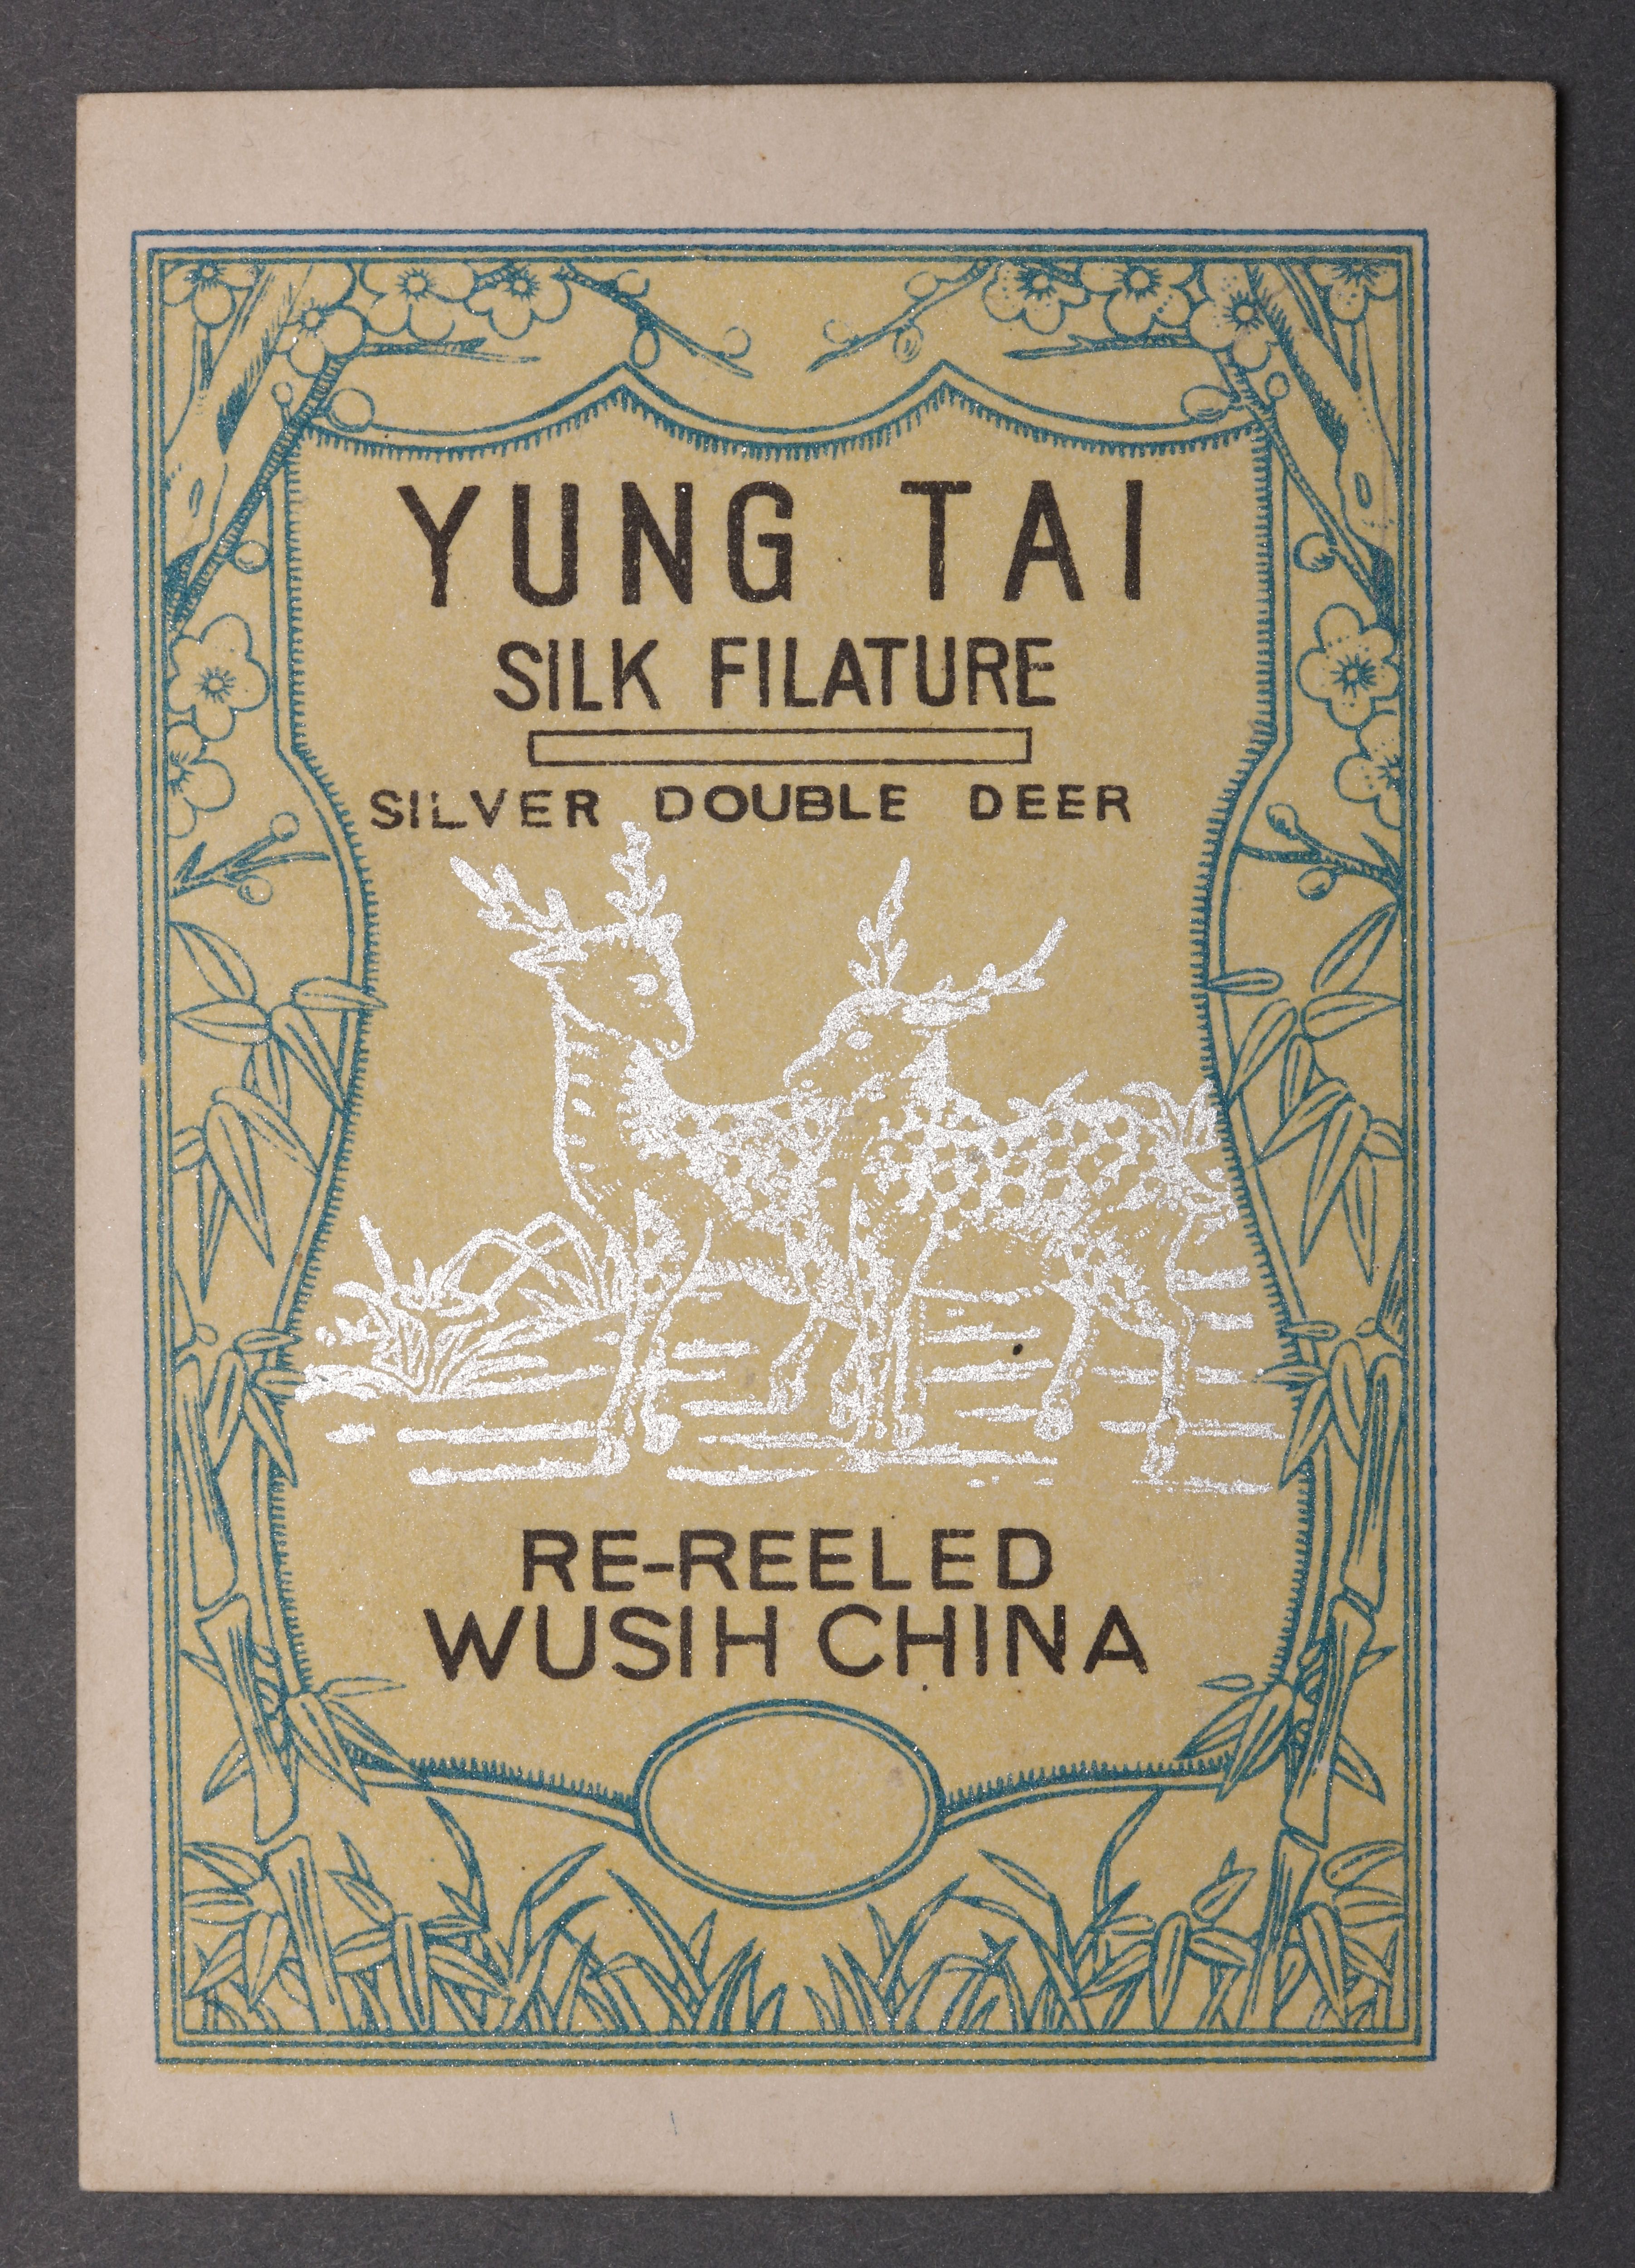 YUNG TAI
SILK FILATURE
SILVER DOUBLE DEER
RE-REELED
WUSIH CHINA